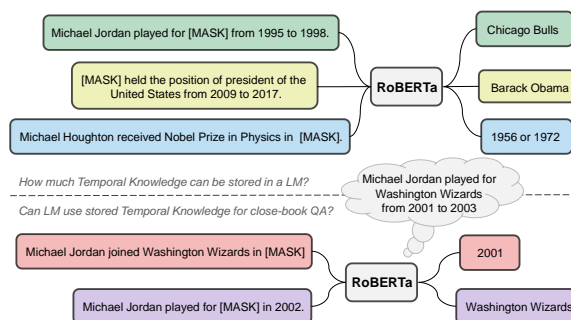 Michael Jordan played for [MASK] from 1995 to 1998.
Chicago Bulls
[MASK] held the position of president of the
United States from 2009 to 2017.
RoBERTa
Barack Obama
Michael Houghton received Nobel Prize in Physics in [MASK].
1956 or 1972
How much Temporal Knowledge can be stored in a LM?
Can LM use stored Temporal Knowledge for close-book QA?
Michael Jordan played for
Washington Wizards
from 2001 to 2003
Michael Jordan joined Washington Wizards in [MASK]
2001
RoBERTa
Michael Jordan played for [MASK] in 2002.
Washington Wizards